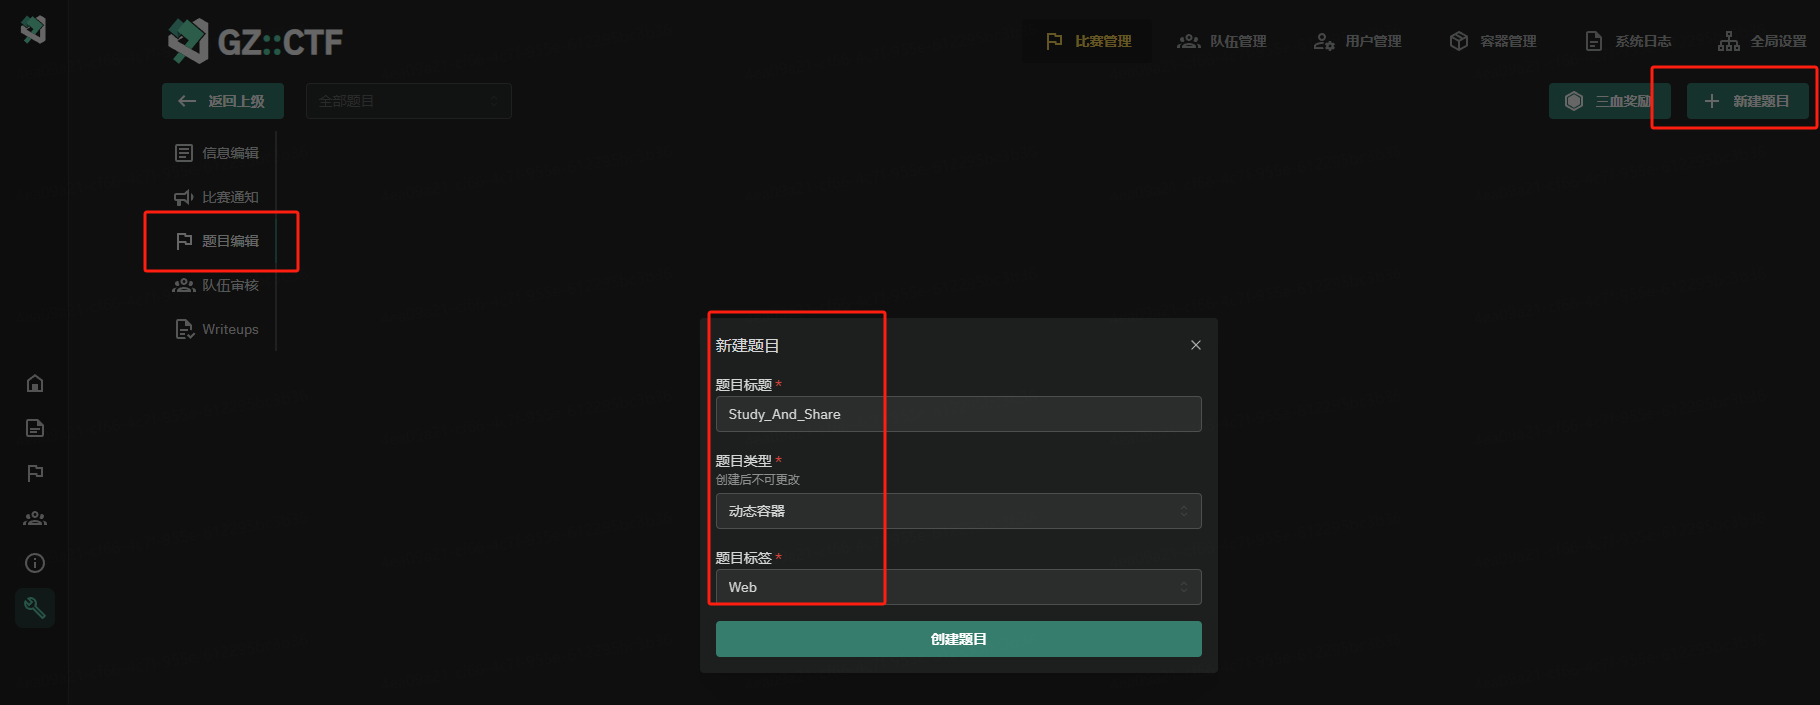 GZ::CTF
比赛管理
队伍管理
用户管理
容器管理
系统日志
全局设置
返回上级
全部题目
三血奖励
新建题目
信息编辑
比赛通知
题目编辑
队伍审核
Writeups
新建题目
题目标题 *
Study_And_Share
题目类型 *
创建后不可更改
动态容器
题目标签 *
Web
创建题目